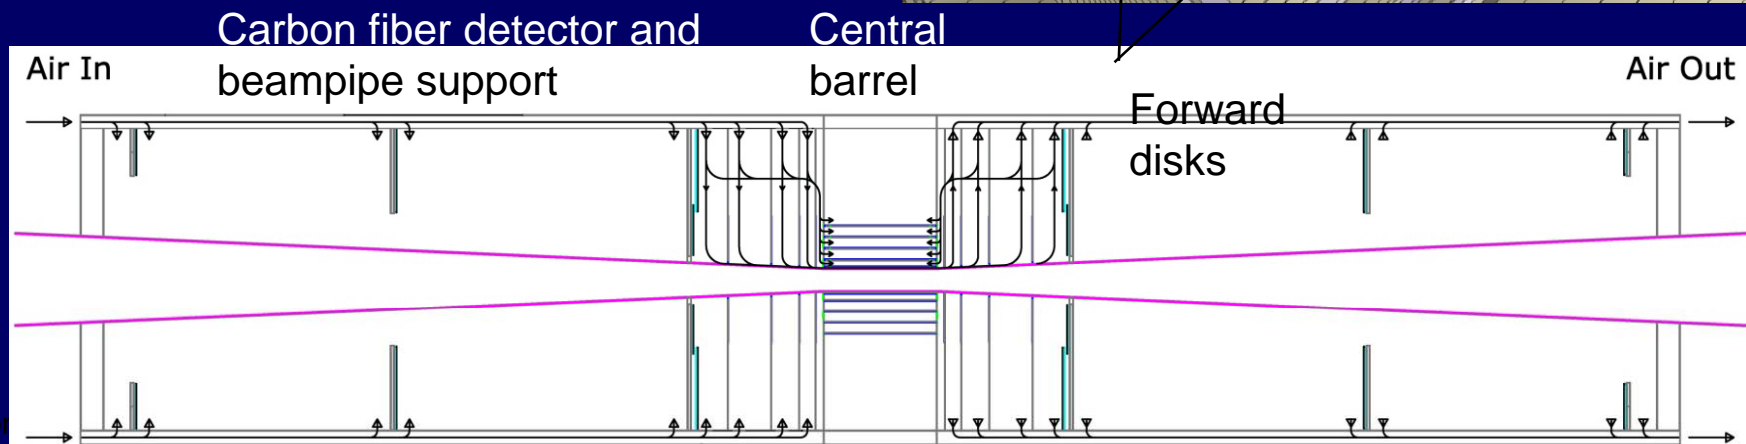 Carbon fiber detector and
beampipe support
Central
barrel
Air In
Air Out
Forward
disks